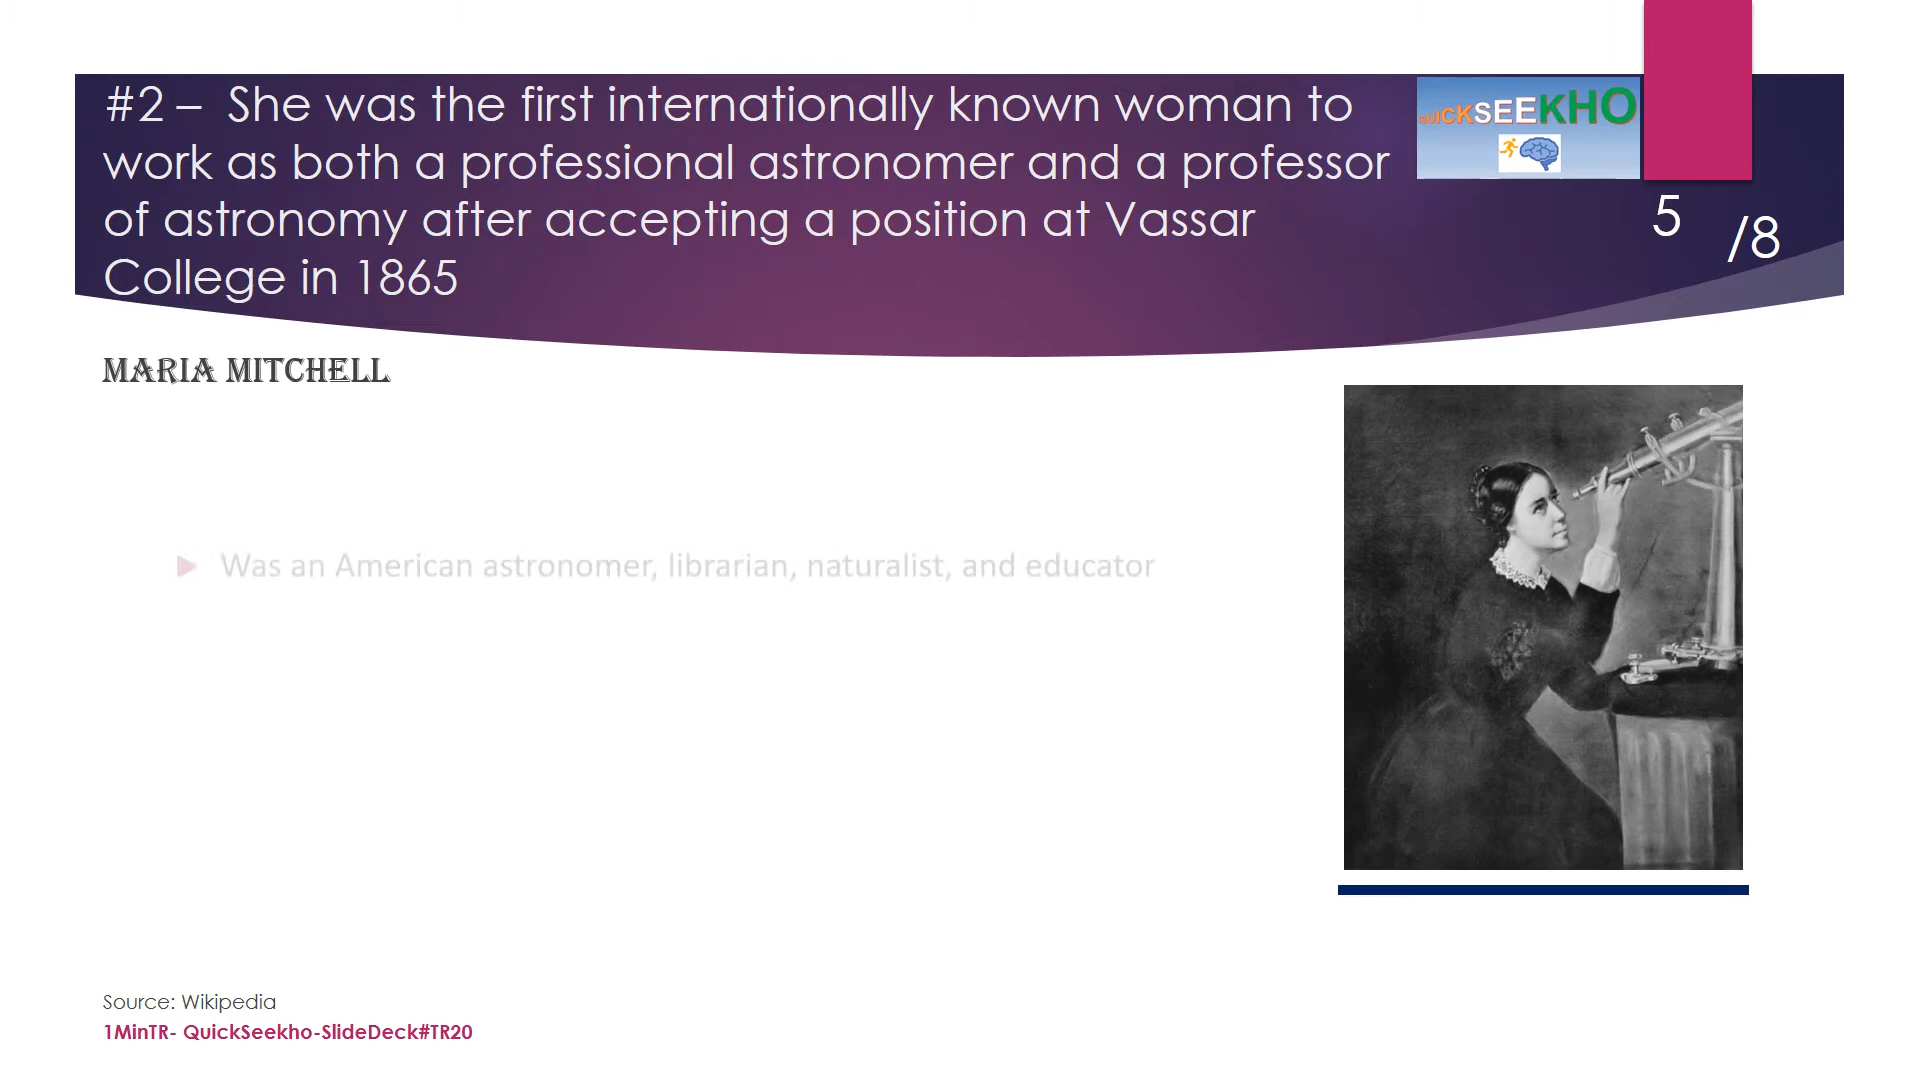 #2 – She was the first internationally known woman to
work as both a professional astronomer and a professor
of astronomy after accepting a position at Vassar
College in 1865
QUICKSEEKHO
5
/8
MARIA MITCHELL
Was an American astronomer, librarian, naturalist, and educator
Source: Wikipedia
1MinTR- QuickSeekho-SlideDeck#TR20